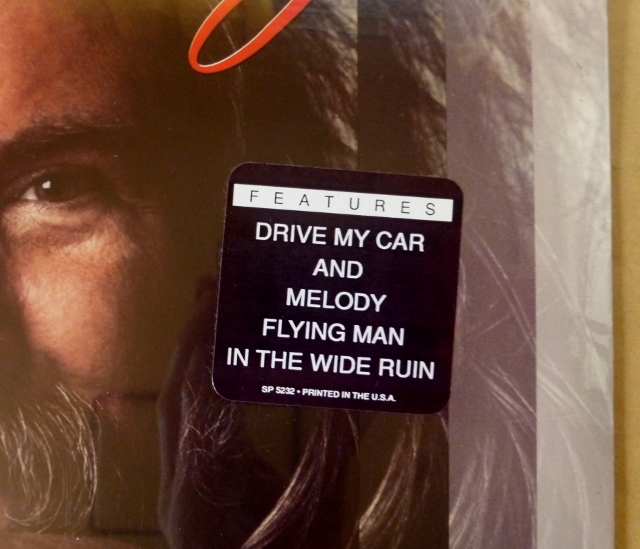 FEATURES
DRIVE MY CAR
AND
MELODY
FLYING MAN
IN THE WIDE RUIN
SP 5232 • PRINTED IN THE U.S.A.